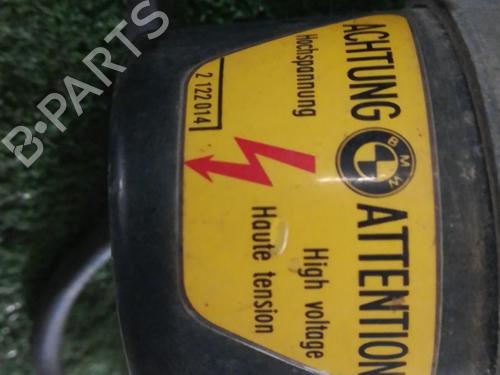 B-PARTS
ACHTUNG
Hochspannung
2 122 014
BMW
ATTENTION
High voltage
Haute tension